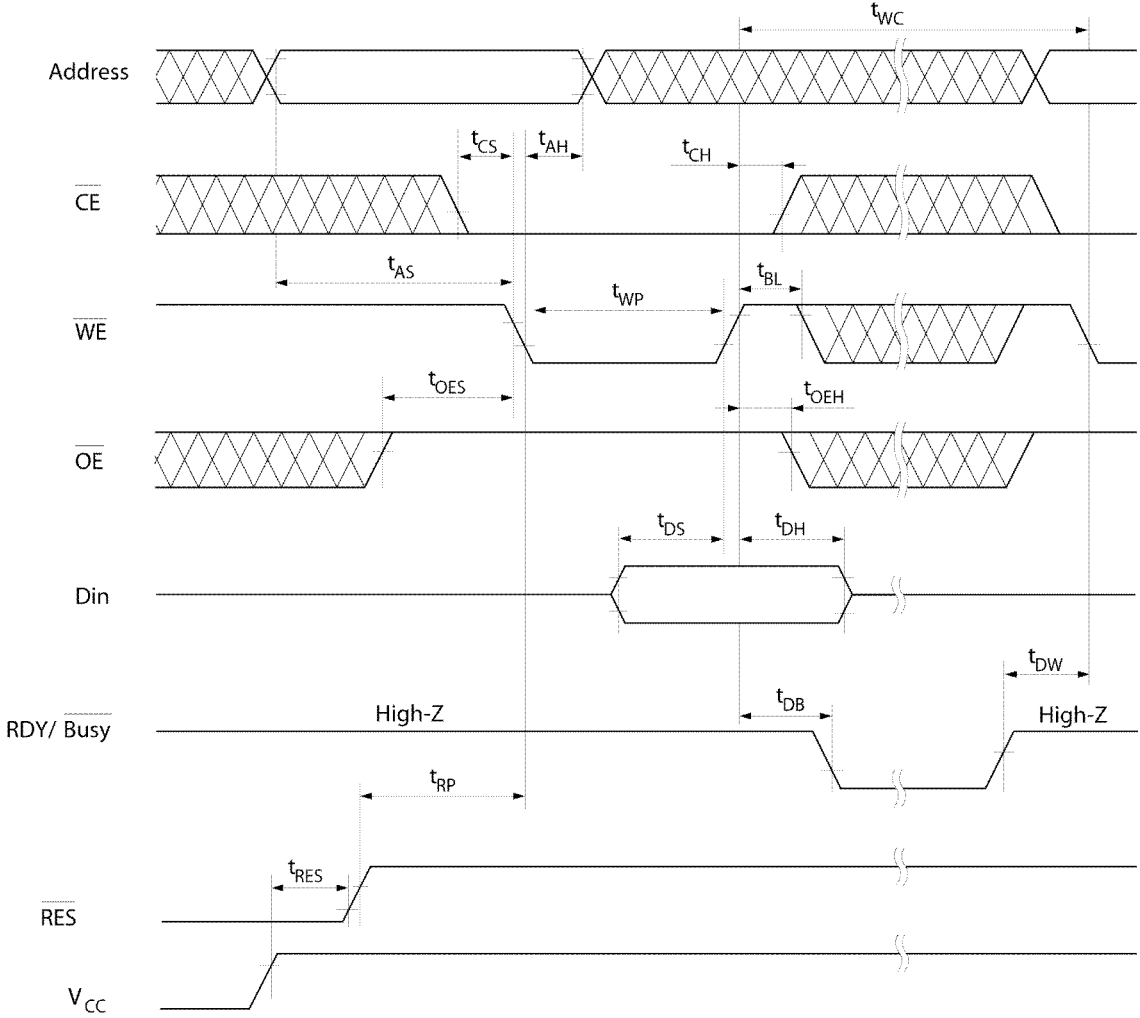 tWC
Address
tCS
tAH
tCH
CE
tAS
tWP
tBL
WE
tOES
tOEH
OE
tDS
tDH
Din
tDW
RDY/ Busy
High-Z
tDB
High-Z
tRP
tRES
RES
VCC